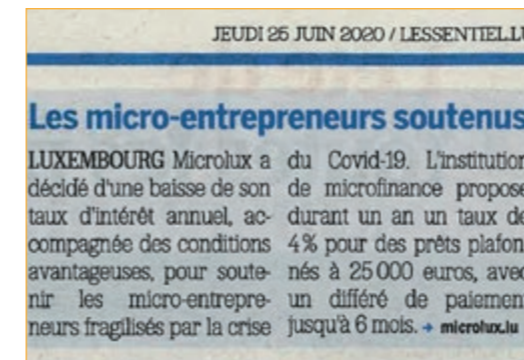 JEUDI 25 JUIN 2020 / LESSENTIEL.LU
Les micro-entrepreneurs soutenus
LUXEMBOURG Microlux a
décidé d'une baisse de son
taux d'intérêt annuel, ac-
compagnée des conditions
avantageuses, pour soute-
nir les micro-entrepre-
neurs fragilisés par la crise
du Covid-19. L'institution
de microfinance propose
durant un an un taux de
4% pour des prêts plafon
nés à 25 000 euros, avec
un différé de paiemen
jusqu'à 6 mois. → microlux.lu